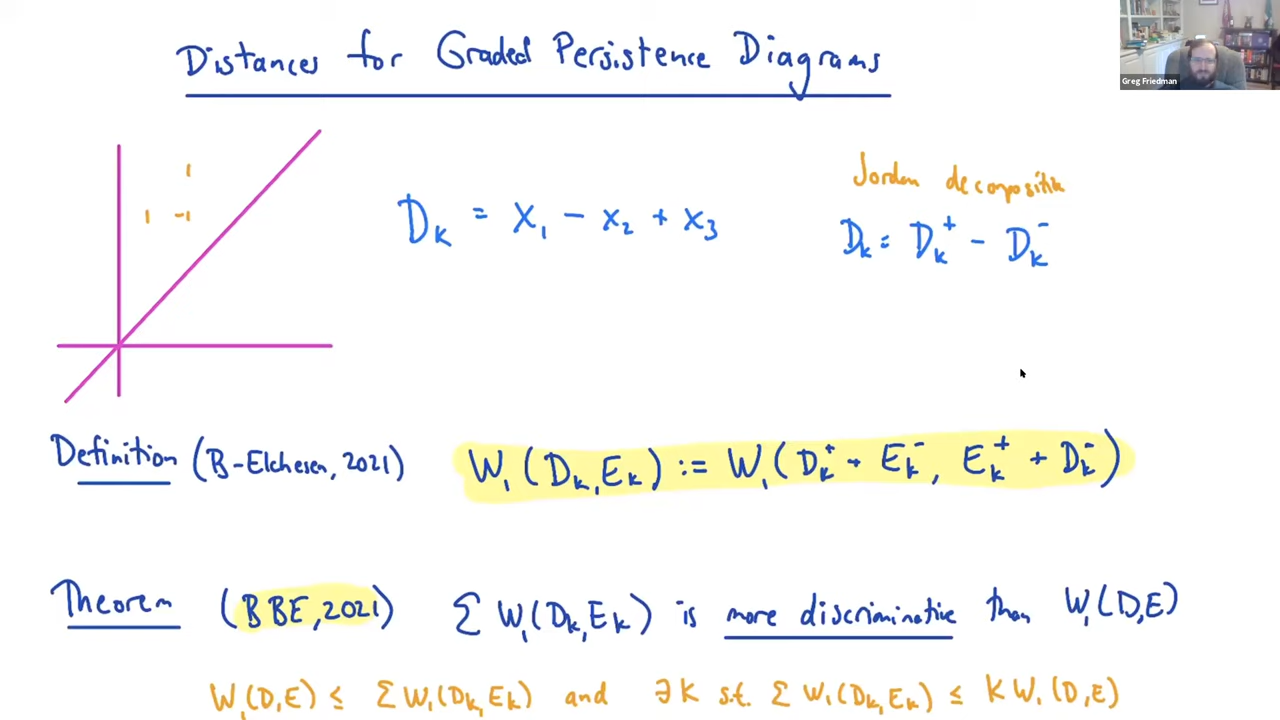 Distances for Graded Persistence Diagrams
Greg Friedman
1
1 -1
D_k = x_1 - x_2 + x_3
Jordan decomposition
D_k = D_k^+ - D_k^-
Definition (B-Elchesen, 2021) W_1(D_k, E_k) := W_1(D_k^+ + E_k^-, E_k^+ + D_k^-)
Theorem (BBE, 2021) Σ W_1(D_k, E_k) is more discriminative than W_1(D,E)
W_1(D,E) ≤ Σ W_1(D_k, E_k) and ∃ K s.t. Σ W_1(D_k, E_k) ≤ K W_1(D,E)